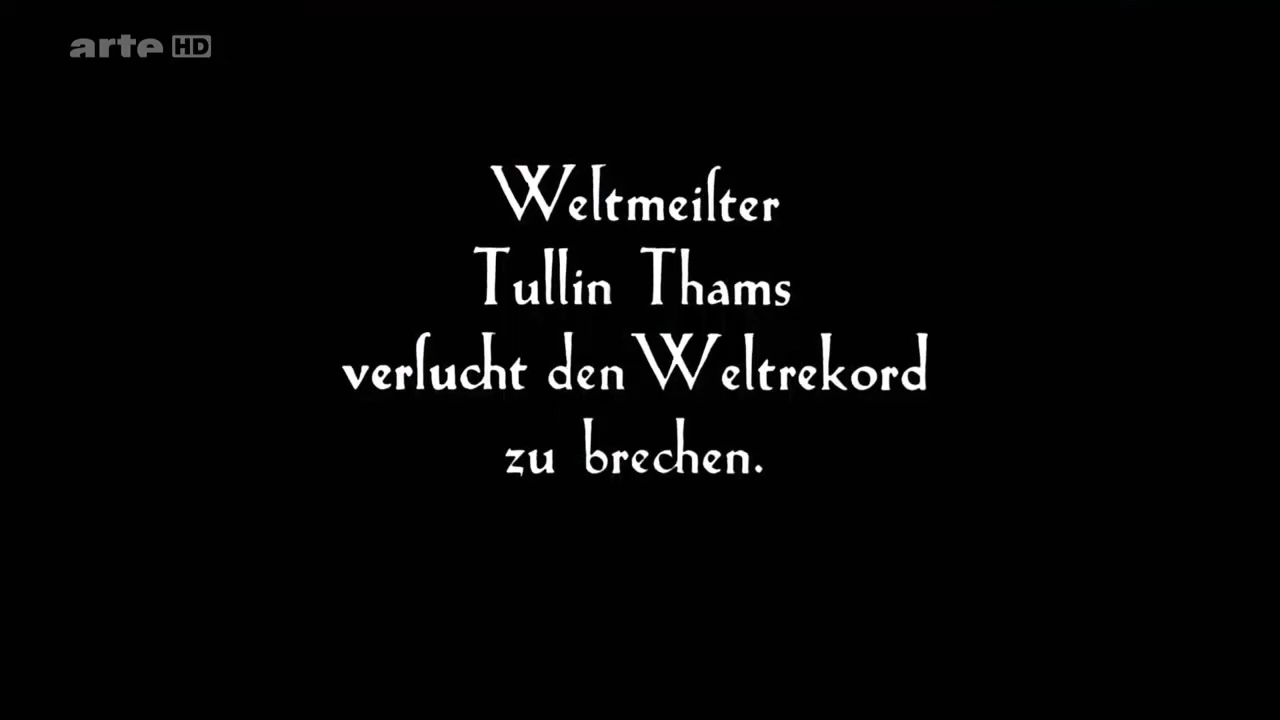 arte HD
Weltmeiſter
Tullin Thams
verſucht den Weltrekord
zu brechen.